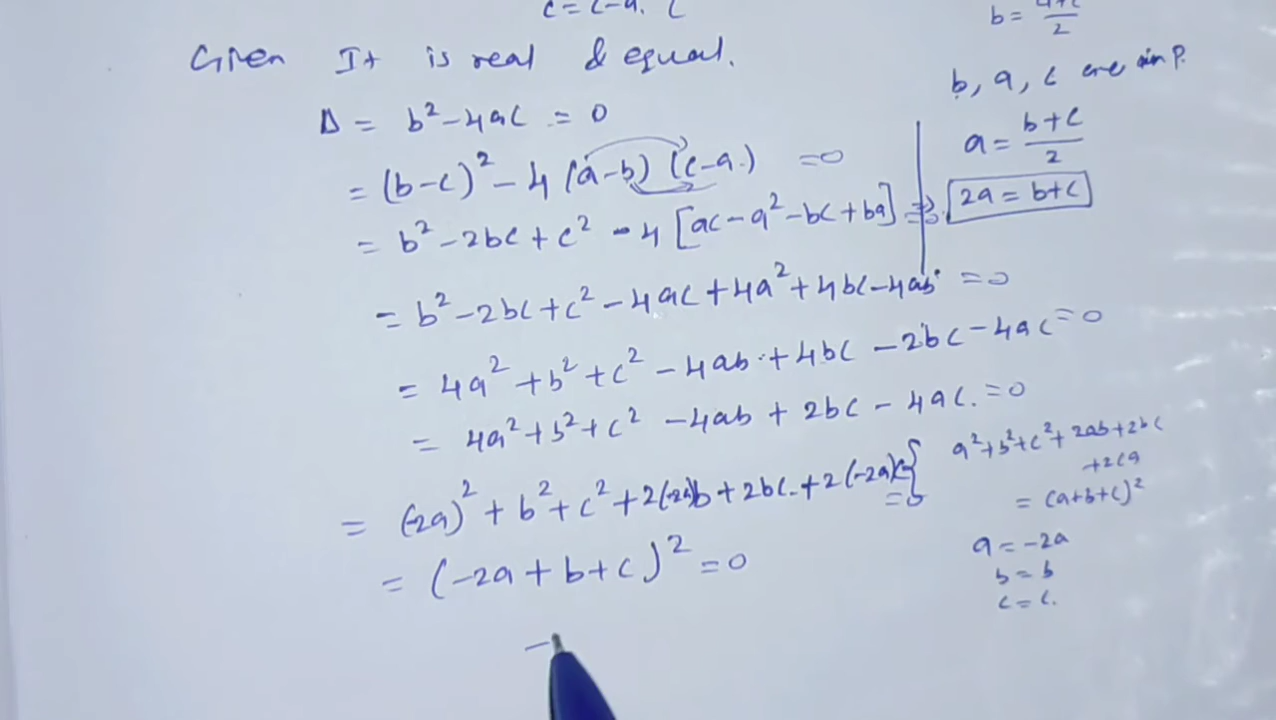 c = c-a. c
Given It is real & equal.
Δ = b²-4ac = 0
= (b-c)² - 4 (a-b) (c-a.) =0
= b² -2bc + c² - 4 [ac - a² - bc + ba] =0
= b² -2bc + c² - 4ac + 4a² + 4bc - 4ab =0
= 4a² + b² + c² - 4ab + 4bc - 2bc - 4ac =0
= 4a² + b² + c² - 4ab + 2bc - 4ac. =0
= (-2a)² + b² + c² + 2(-2a)b + 2bc. + 2(-2a)c =0
= (-2a + b + c)² =0
b = a+c/2
b, a, c are in P.
a = b+c/2
2a = b+c
a²+b²+c²+2ab+2bc
+2ca
= (a+b+c)²
a = -2a
b = b
c = c.